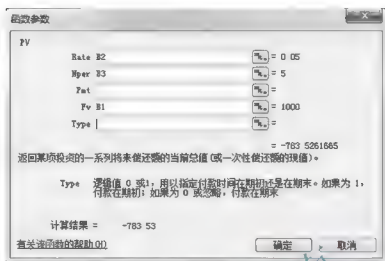 函数参数
PV
Rate B2 = 0 05
Nper B3 = 5
Pmt =
Fv B1 = 1000
Type =
= -783 5261665
返回某项投资的一系列将来偿还额的当前总值(或一次性偿还额的现值)。
Type 逻辑值 0 或1，用以指定付款时间在期初还是在期末。如果为 1，
付款在期初；如果为 0 或忽略，付款在期末
计算结果 = -783 53
有关该函数的帮助(H)
确定
取消